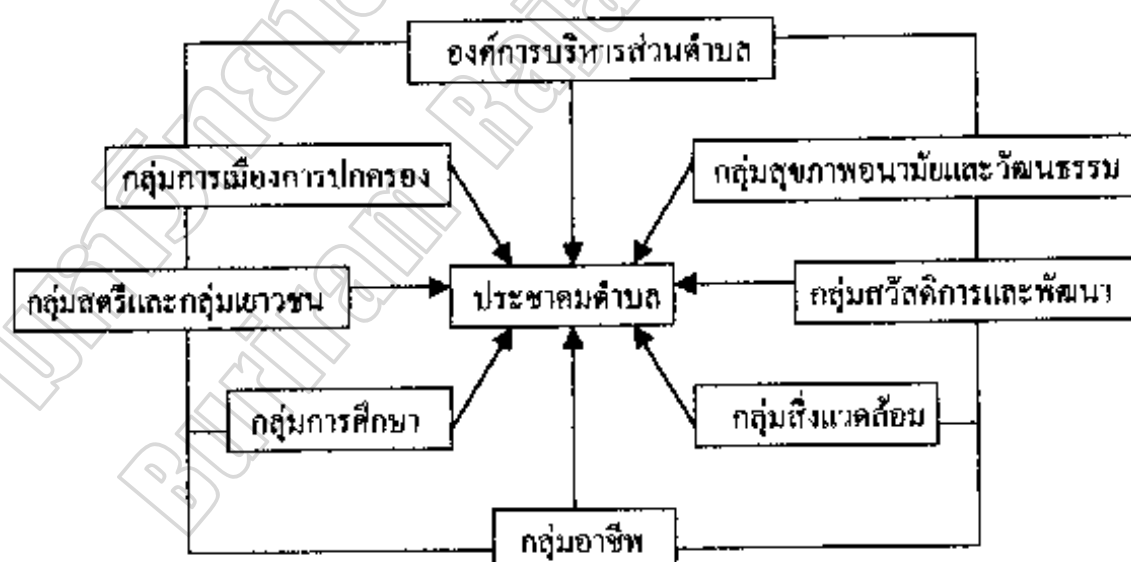 องค์การบริหารส่วนตำบล
กลุ่มการเมืองการปกครอง
กลุ่มสุขภาพอนามัยและวัฒนธรรม
กลุ่มสตรีและกลุ่มเยาวชน
ประชาคมตำบล
กลุ่มสวัสดิการและพัฒนา
กลุ่มการศึกษา
กลุ่มสิ่งแวดล้อม
กลุ่มอาชีพ
Buriram Raja